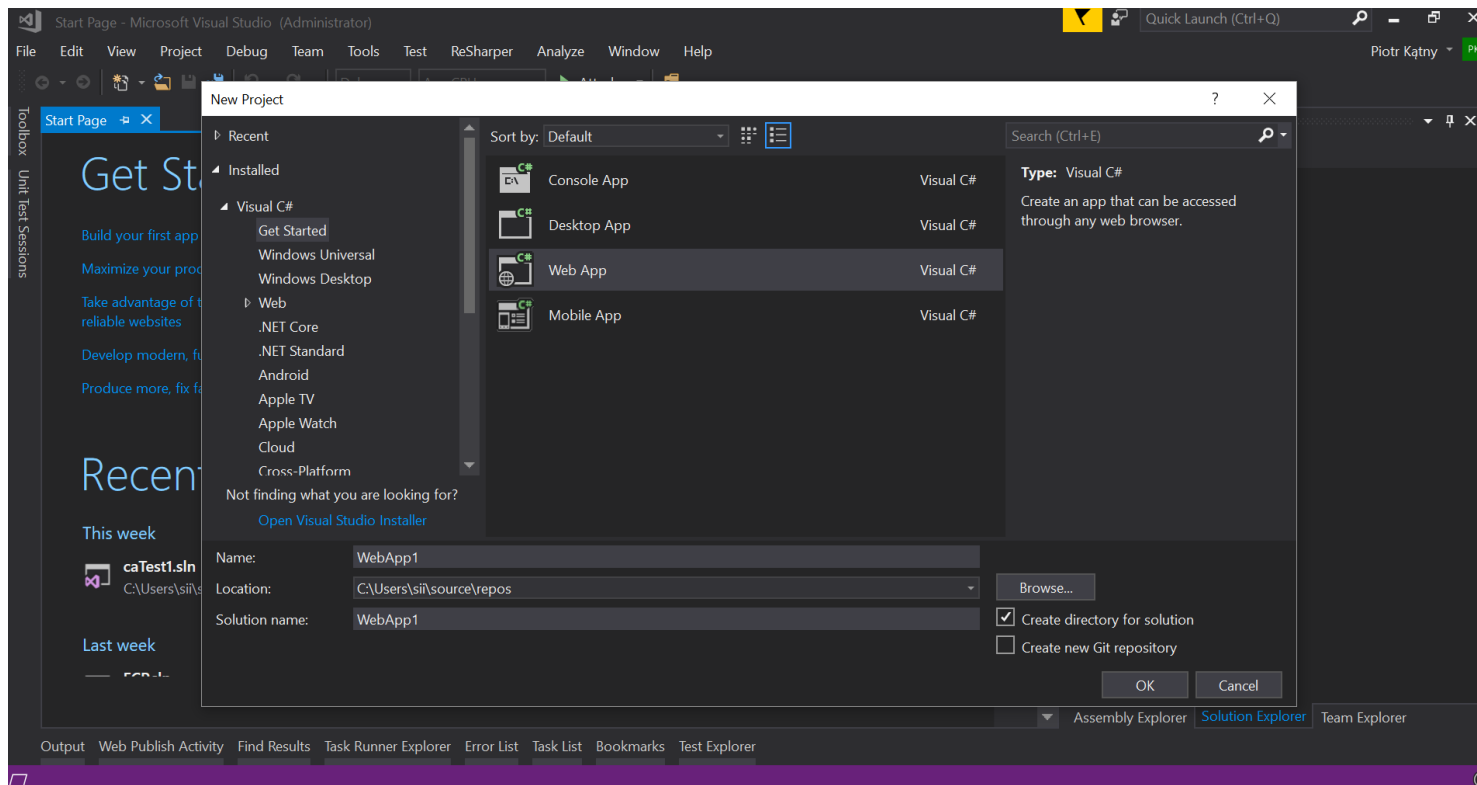 Start Page - Microsoft Visual Studio (Administrator)
Quick Launch (Ctrl+Q)
File Edit View Project Debug Team Tools Test ReSharper Analyze Window Help
Piotr Kątny
Toolbox
Unit Test Sessions
Start Page
Get St
Build your first app
Maximize your proc
Take advantage of t
reliable websites
Develop modern, fu
Produce more, fix fa
Recent
This week
caTest1.sln
C:\Users\sii\s
Last week
New Project
?
Recent
Installed
Visual C#
Get Started
Windows Universal
Windows Desktop
Web
.NET Core
.NET Standard
Android
Apple TV
Apple Watch
Cloud
Cross-Platform
Not finding what you are looking for?
Open Visual Studio Installer
Sort by: Default
Search (Ctrl+E)
C# Console App Visual C#
C# Desktop App Visual C#
C# Web App Visual C#
C# Mobile App Visual C#
Type: Visual C#
Create an app that can be accessed
through any web browser.
Name: WebApp1
Location: C:\Users\sii\source\repos
Browse...
Solution name: WebApp1
Create directory for solution
Create new Git repository
OK Cancel
Assembly Explorer Solution Explorer Team Explorer
Output Web Publish Activity Find Results Task Runner Explorer Error List Task List Bookmarks Test Explorer